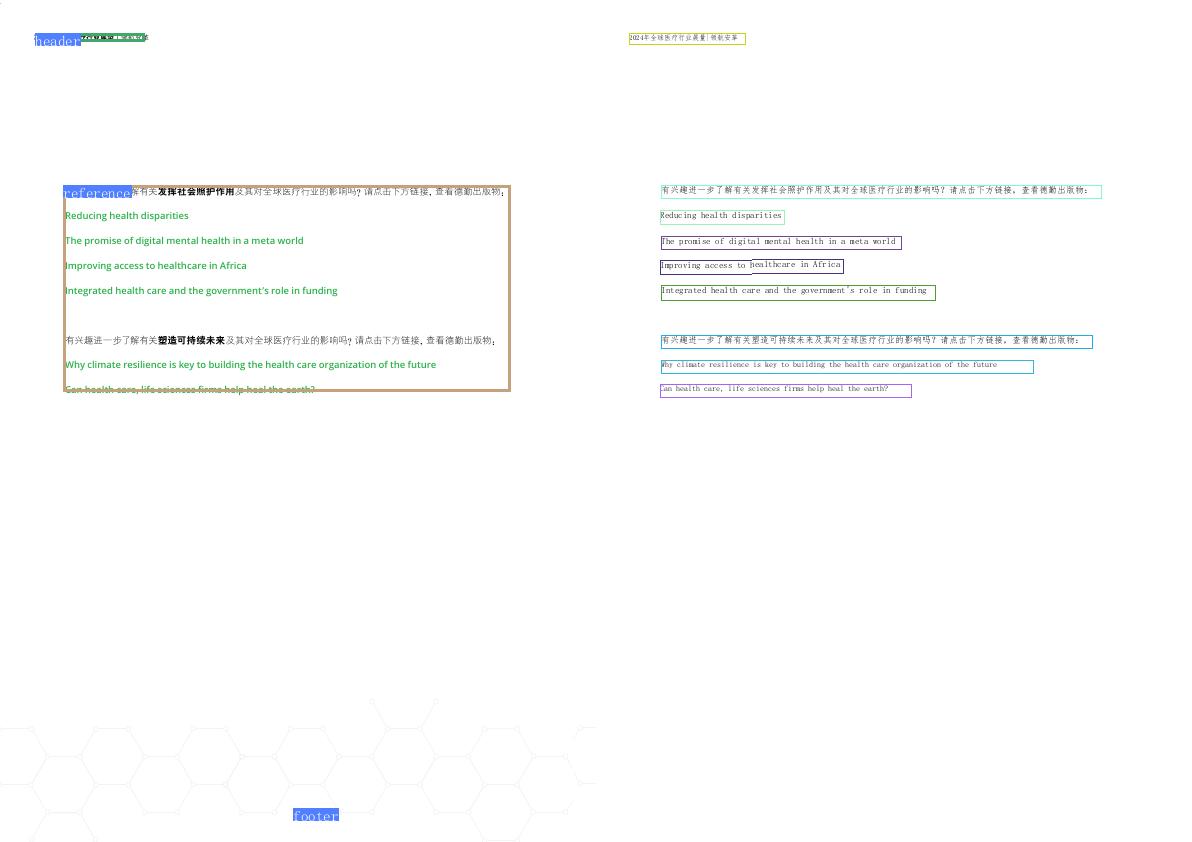 header
2024年全球医疗行业展望|领航变革
reference 解有关发挥社会照护作用及其对全球医疗行业的影响吗？请点击下方链接，查看德勤出版物：
Reducing health disparities
The promise of digital mental health in a meta world
Improving access to healthcare in Africa
Integrated health care and the government's role in funding
有兴趣进一步了解有关塑造可持续未来及其对全球医疗行业的影响吗？请点击下方链接，查看德勤出版物：
Why climate resilience is key to building the health care organization of the future
Can health care, life sciences firms help heal the earth?
有兴趣进一步了解有关发挥社会照护作用及其对全球医疗行业的影响吗？请点击下方链接，查看德勤出版物：
Reducing health disparities
The promise of digital mental health in a meta world
Improving access to healthcare in Africa
Integrated health care and the government's role in funding
有兴趣进一步了解有关塑造可持续未来及其对全球医疗行业的影响吗？请点击下方链接，查看德勤出版物：
Why climate resilience is key to building the health care organization of the future
Can health care, life sciences firms help heal the earth?
footer